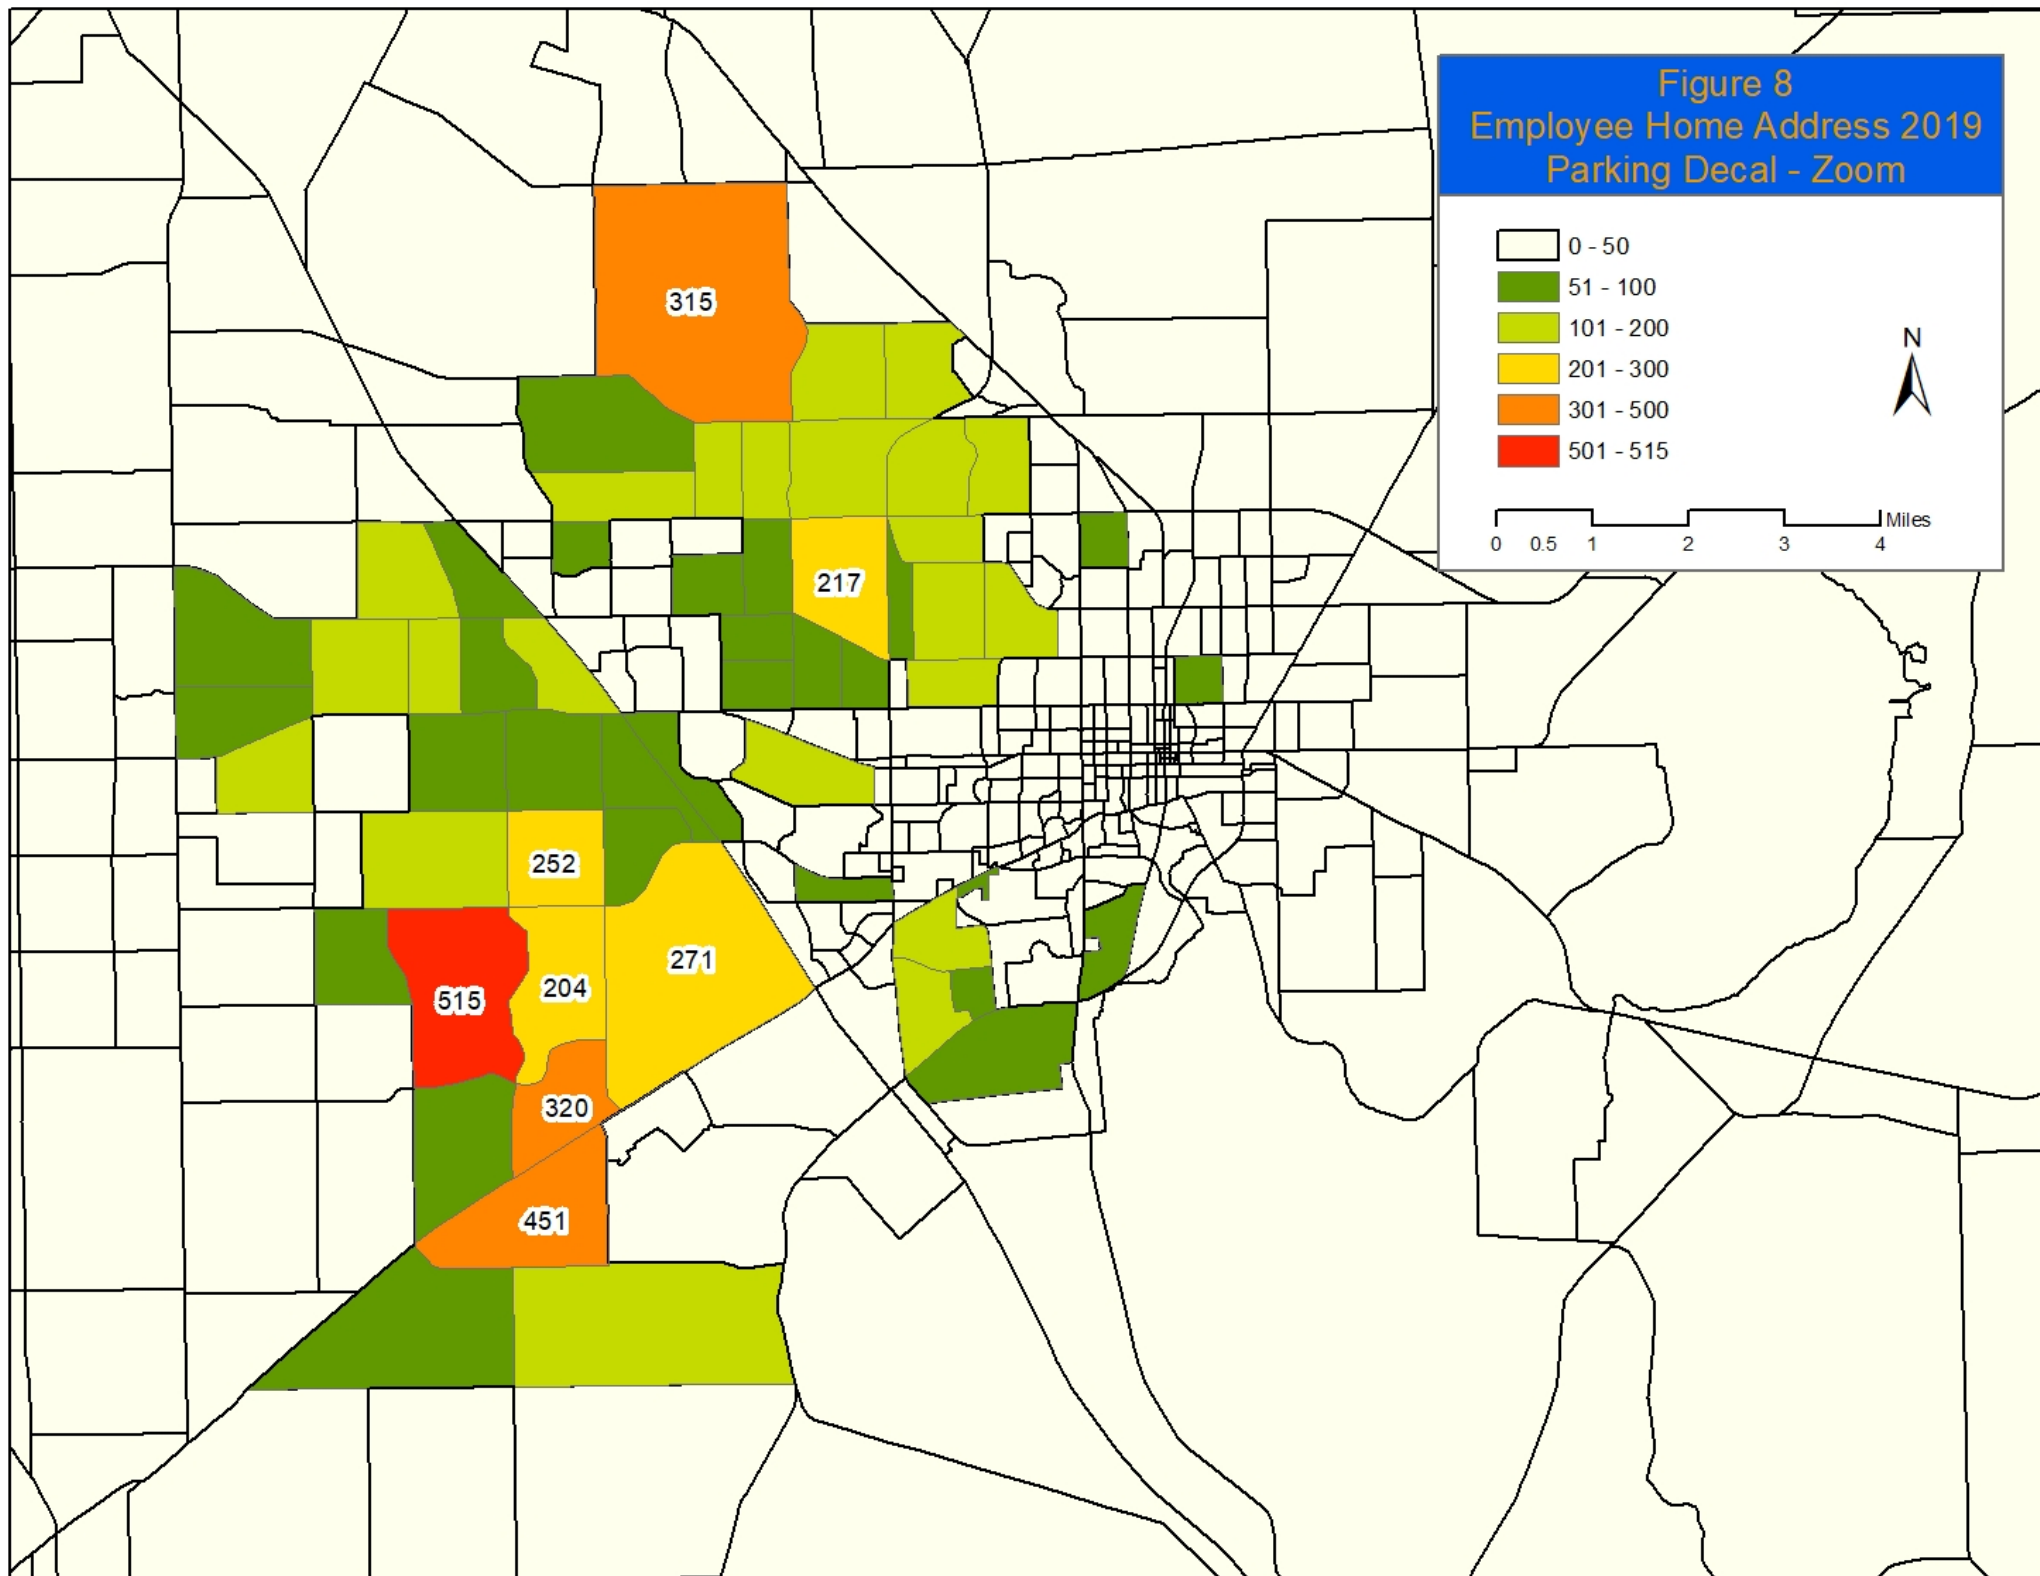 Figure 8
Employee Home Address 2019
Parking Decal - Zoom
0 - 50
51 - 100
101 - 200
201 - 300
301 - 500
501 - 515
N
Miles
0 0.5 1 2 3 4
315
217
252
271
204
515
320
451